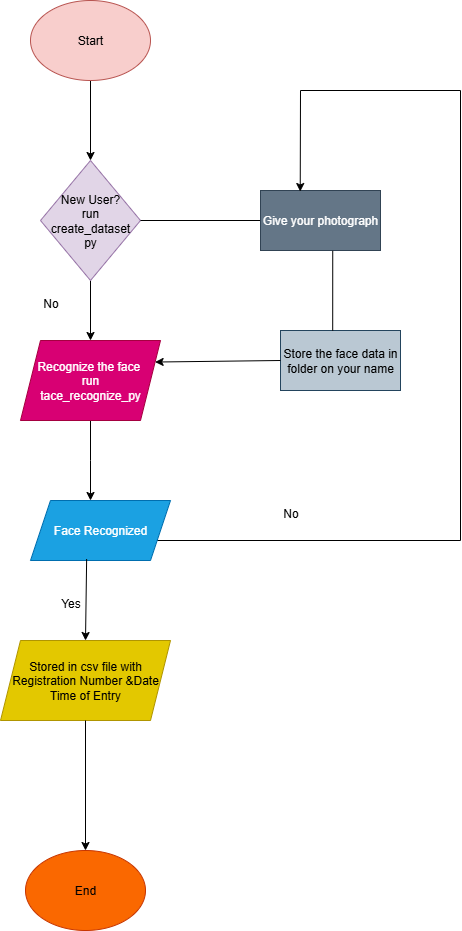 Start
New User?
run
create_dataset
py
Give your photograph
No
Recognize the face
run
tace_recognize_py
Store the face data in
folder on your name
Face Recognized
No
Yes
Stored in csv file with
Registration Number &Date
Time of Entry
End